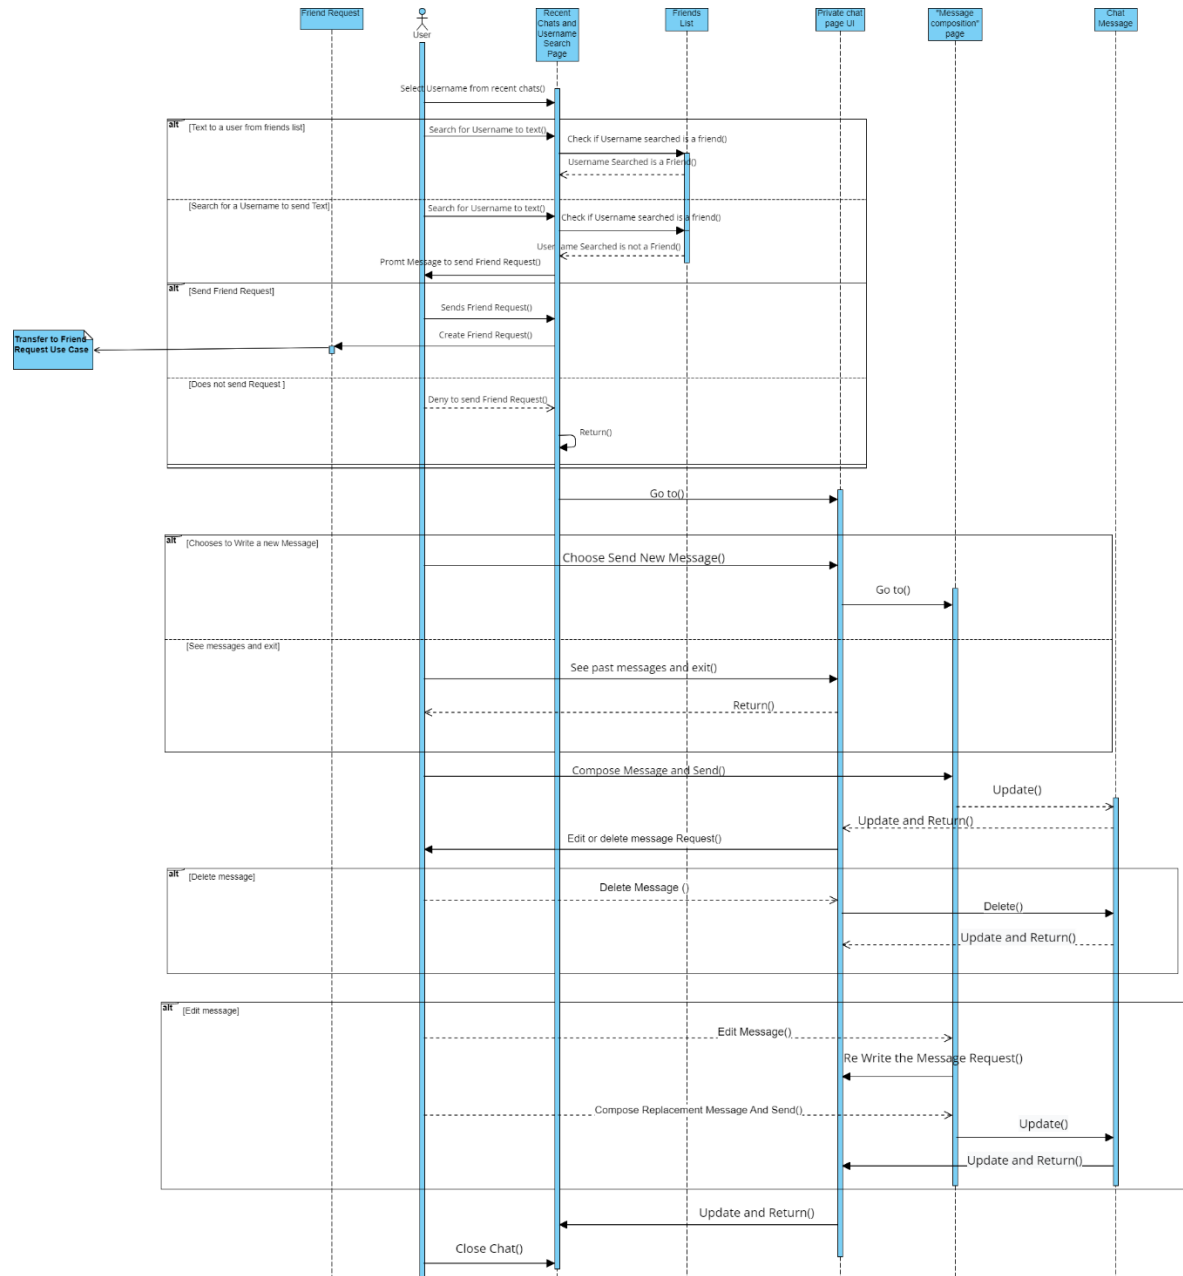 Friend Request
User
Recent
Chats and
Username
Search
Page
Friends
List
Private chat
page UI
"Message
composition"
page
Chat
Message
Select Username from recent chats()
alt
[Text to a user from friends list]
Search for Username to text()
Check if Username searched is a friend()
Username Searched is a Friend()
[Search for a Username to send Text]
Search for Username to text()
Check if Username searched is a friend()
Username Searched is not a Friend()
Promt Message to send Friend Request()
alt
[Send Friend Request]
Sends Friend Request()
Create Friend Request()
Transfer to Friend
Request Use Case
[Does not send Request ]
Deny to send Friend Request()
Return()
Go to()
alt
[Chooses to Write a new Message]
Choose Send New Message()
Go to()
[See messages and exit]
See past messages and exit()
Return()
Compose Message and Send()
Update()
Update and Return()
Edit or delete message Request()
alt
[Delete message]
Delete Message ()
Delete()
Update and Return()
alt
[Edit message]
Edit Message()
Re Write the Message Request()
Compose Replacement Message And Send()
Update()
Update and Return()
Update and Return()
Close Chat()